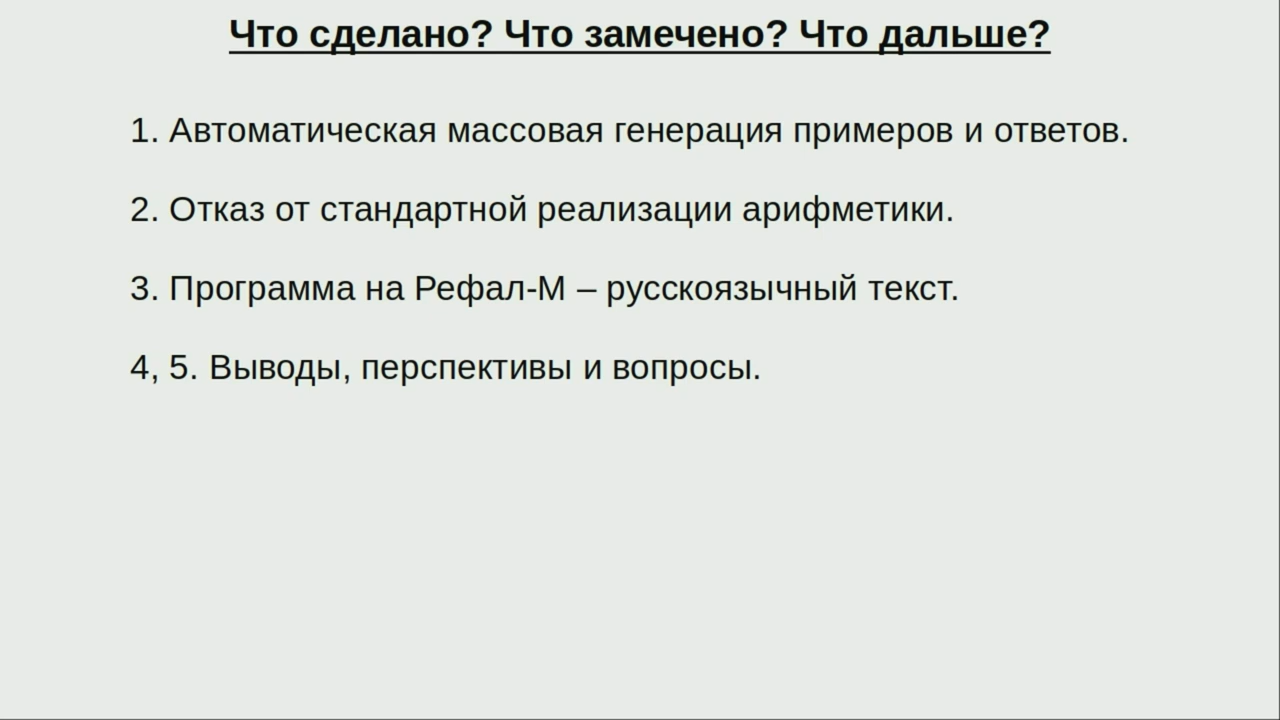 Что сделано? Что замечено? Что дальше?
1. Автоматическая массовая генерация примеров и ответов.
2. Отказ от стандартной реализации арифметики.
3. Программа на Рефал-М – русскоязычный текст.
4, 5. Выводы, перспективы и вопросы.